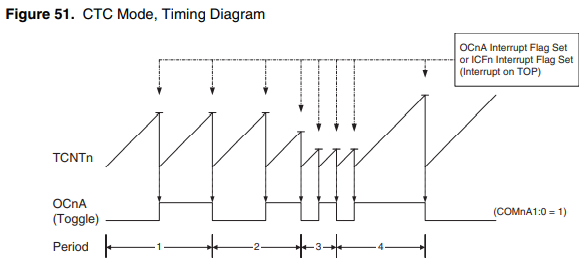 Figure 51. CTC Mode, Timing Diagram
OCnA Interrupt Flag Set
or ICFn Interrupt Flag Set
(Interrupt on TOP)
TCNTn
OCnA
(Toggle)
(COMnA1:0 = 1)
Period
1
2
3
4